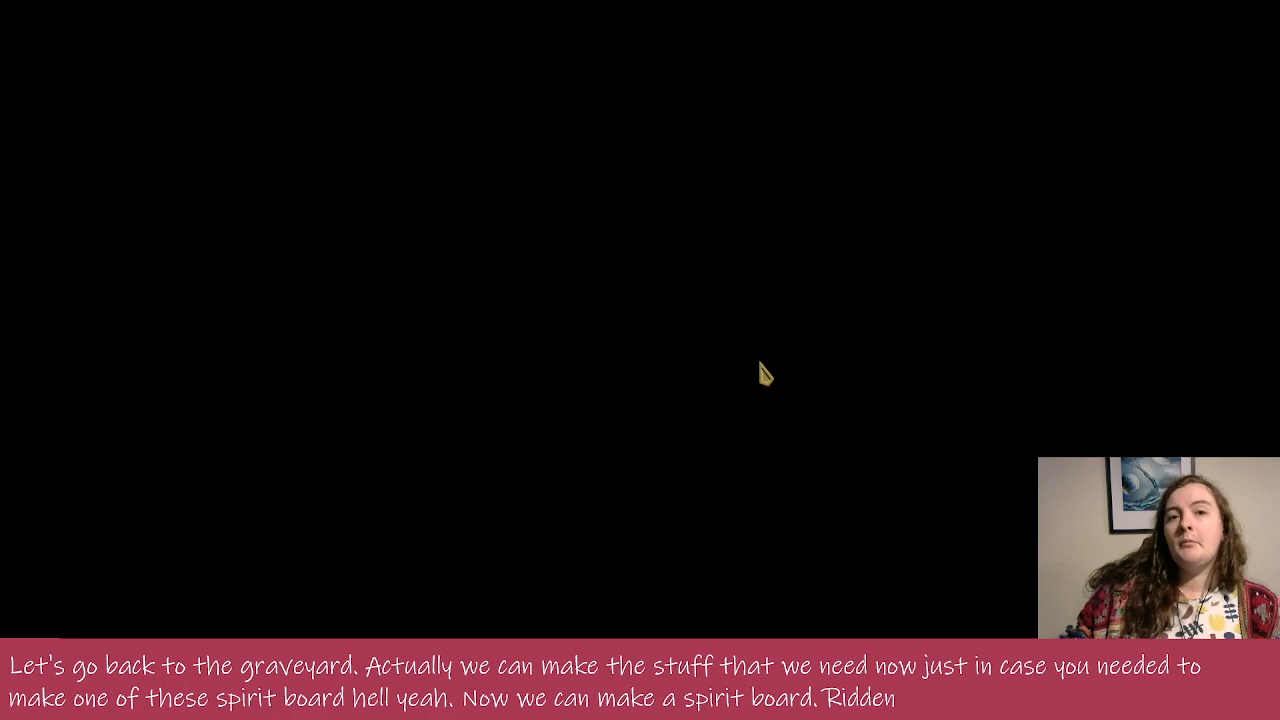 Let's go back to the graveyard. Actually we can make the stuff that we need now just in case you needed to
make one of these spirit board hell yeah. Now we can make a spirit board. Ridden